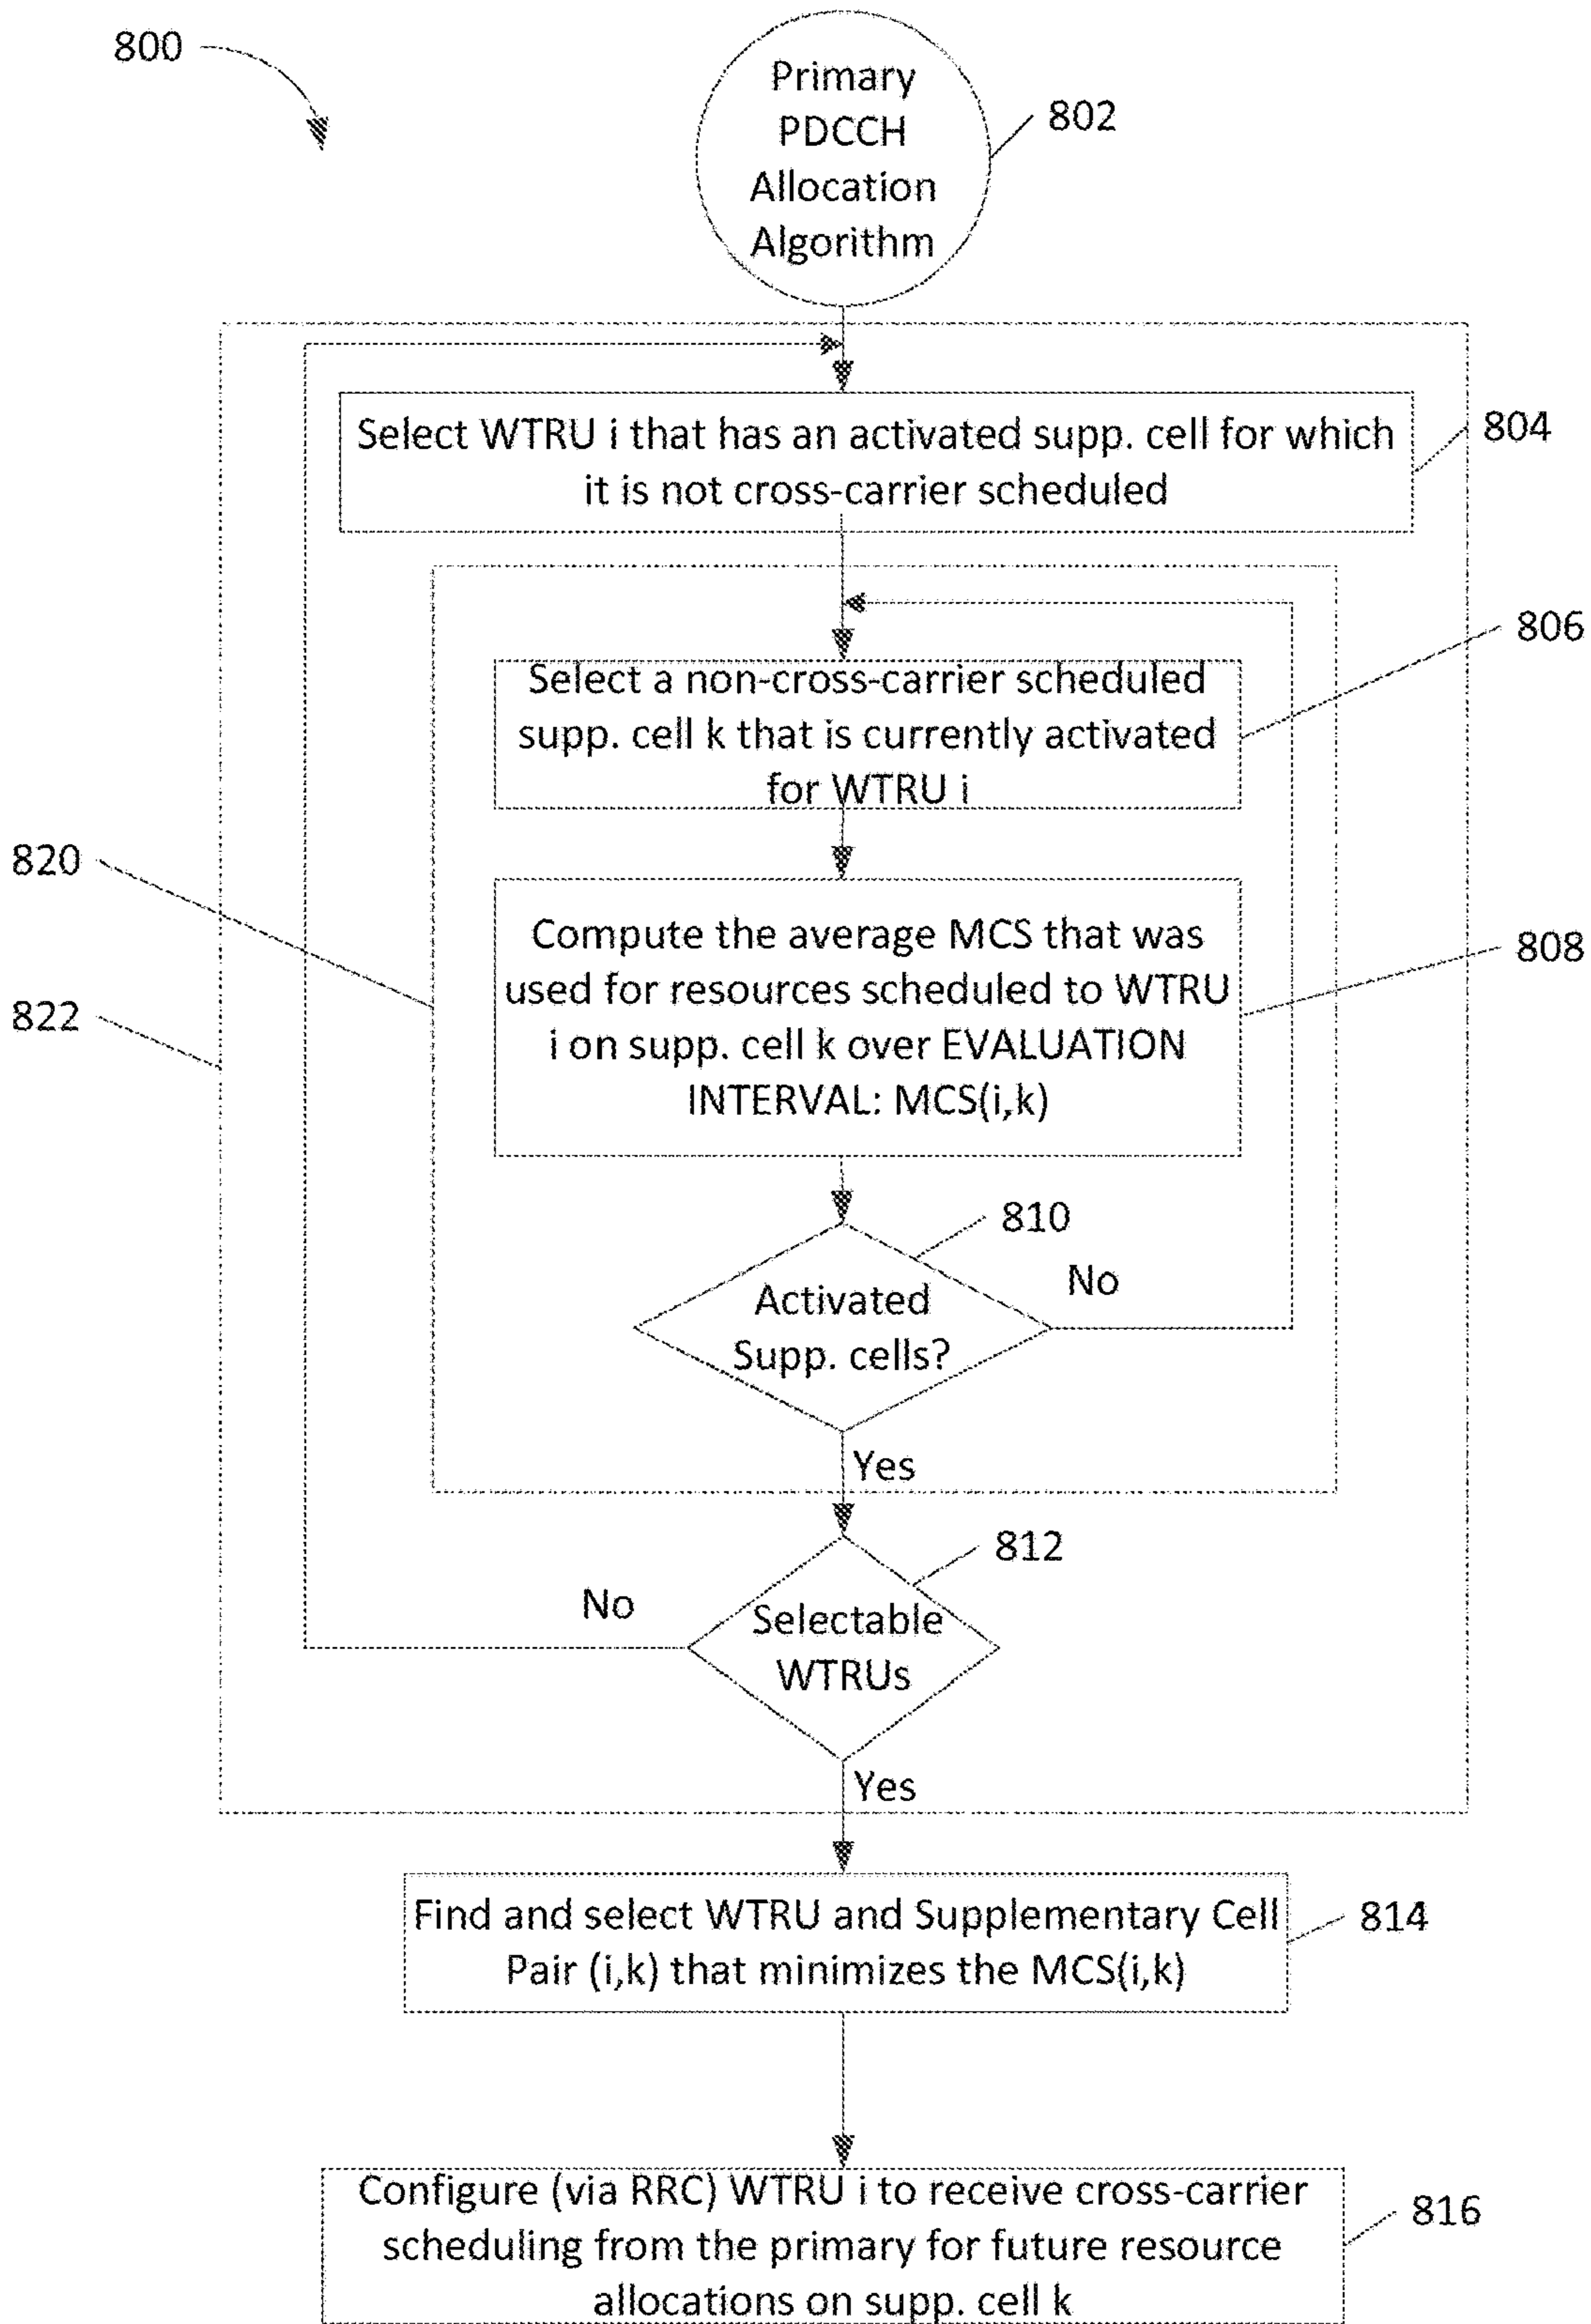 800
Primary
PDCCH
Allocation
Algorithm
802
Select WTRU i that has an activated supp. cell for which
it is not cross-carrier scheduled
804
Select a non-cross-carrier scheduled
supp. cell k that is currently activated
for WTRU i
806
820
822
Compute the average MCS that was
used for resources scheduled to WTRU
i on supp. cell k over EVALUATION
INTERVAL: MCS(i,k)
808
810
Activated
Supp. cells?
No
Yes
812
Selectable
WTRUs
No
Yes
Find and select WTRU and Supplementary Cell
Pair (i,k) that minimizes the MCS(i,k)
814
Configure (via RRC) WTRU i to receive cross-carrier
scheduling from the primary for future resource
allocations on supp. cell k
816